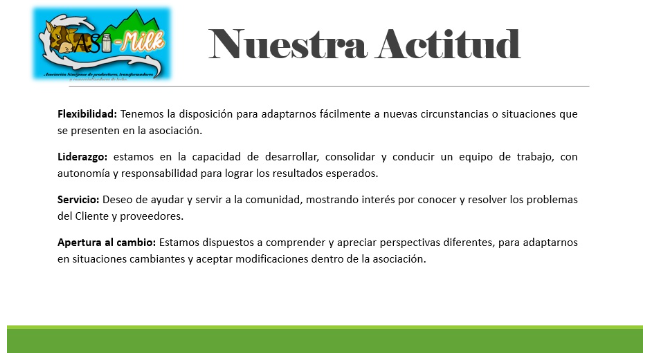 ASI-Milk
Nuestra Actitud
Flexibilidad: Tenemos la disposición para adaptarnos fácilmente a nuevas circunstancias o situaciones que
se presenten en la asociación.
Liderazgo: estamos en la capacidad de desarrollar, consolidar y conducir un equipo de trabajo, con
autonomía y responsabilidad para lograr los resultados esperados.
Servicio: Deseo de ayudar y servir a la comunidad, mostrando interés por conocer y resolver los problemas
del Cliente y proveedores.
Apertura al cambio: Estamos dispuestos a comprender y apreciar perspectivas diferentes, para adaptarnos
en situaciones cambiantes y aceptar modificaciones dentro de la asociación.